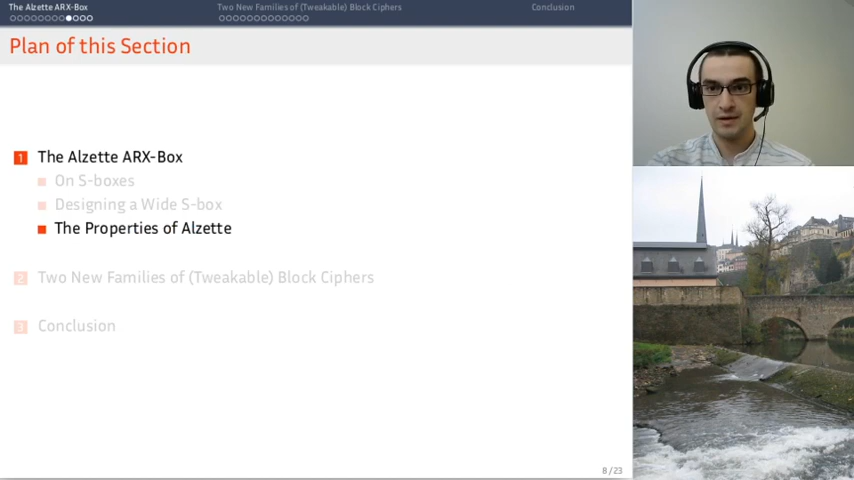 The Alzette ARX-Box
Two New Families of (Tweakable) Block Ciphers
Conclusion
Plan of this Section
1 The Alzette ARX-Box
On S-boxes
Designing a Wide S-box
The Properties of Alzette
2 Two New Families of (Tweakable) Block Ciphers
3 Conclusion
8/23